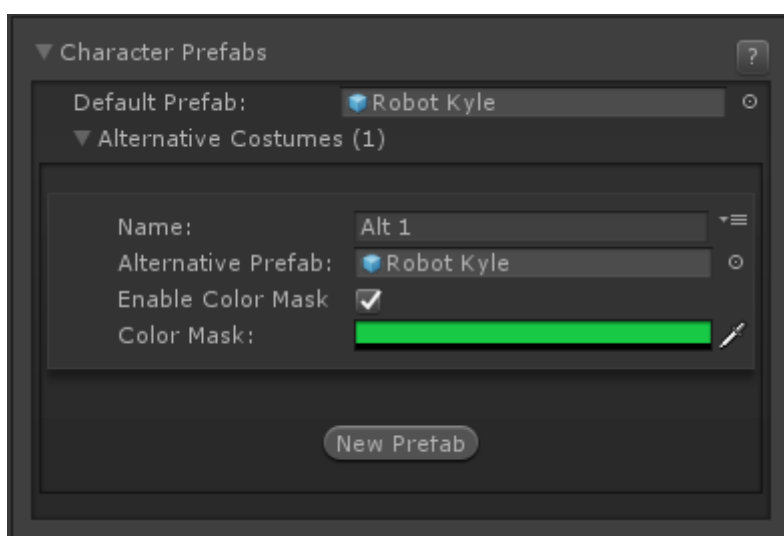 Character Prefabs
?
Default Prefab: Robot Kyle
Alternative Costumes (1)
Name: Alt 1
Alternative Prefab: Robot Kyle
Enable Color Mask
Color Mask:
New Prefab